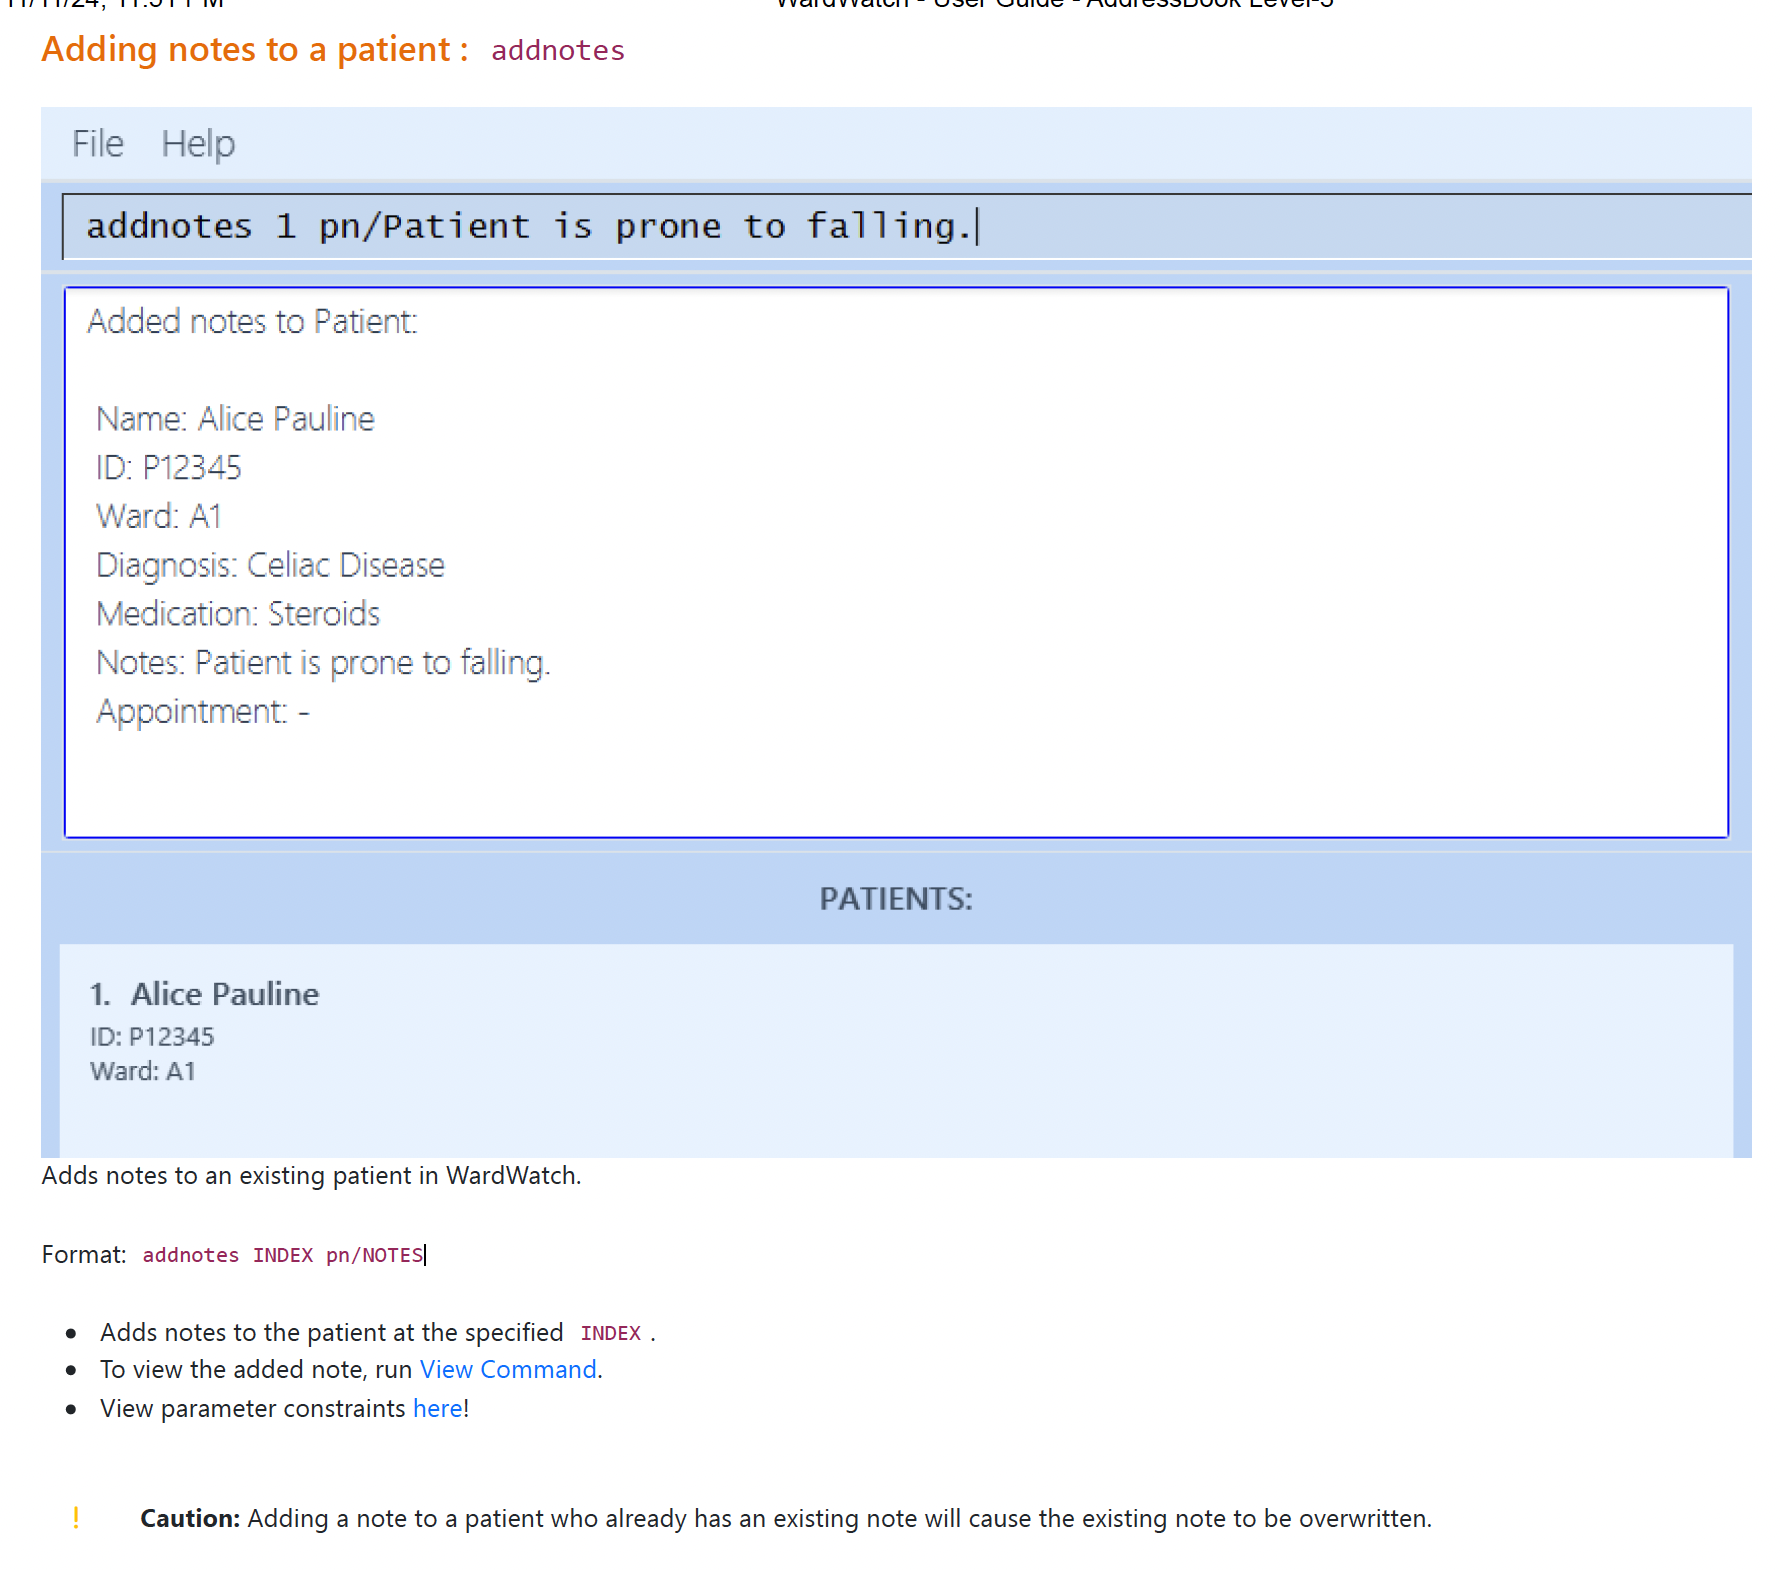 WardWatch - User Guide - AddressBook Level-3
Adding notes to a patient : addnotes
File Help
addnotes 1 pn/Patient is prone to falling.
Added notes to Patient:
Name: Alice Pauline
ID: P12345
Ward: A1
Diagnosis: Celiac Disease
Medication: Steroids
Notes: Patient is prone to falling.
Appointment: -
PATIENTS:
1. Alice Pauline
ID: P12345
Ward: A1
Adds notes to an existing patient in WardWatch.
Format: addnotes INDEX pn/NOTES
• Adds notes to the patient at the specified INDEX .
• To view the added note, run View Command.
• View parameter constraints here!
! Caution: Adding a note to a patient who already has an existing note will cause the existing note to be overwritten.